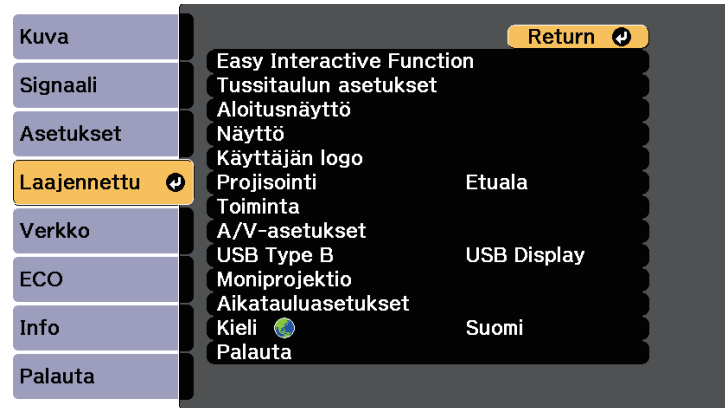 Kuva
Signaali
Asetukset
Laajennettu
Verkko
ECO
Info
Palauta
Return
Easy Interactive Function
Tussitaulun asetukset
Aloitusnäyttö
Näyttö
Käyttäjän logo
Projisointi Etuala
Toiminta
A/V-asetukset
USB Type B USB Display
Moniprojektio
Aikatauluasetukset
Kieli Suomi
Palauta